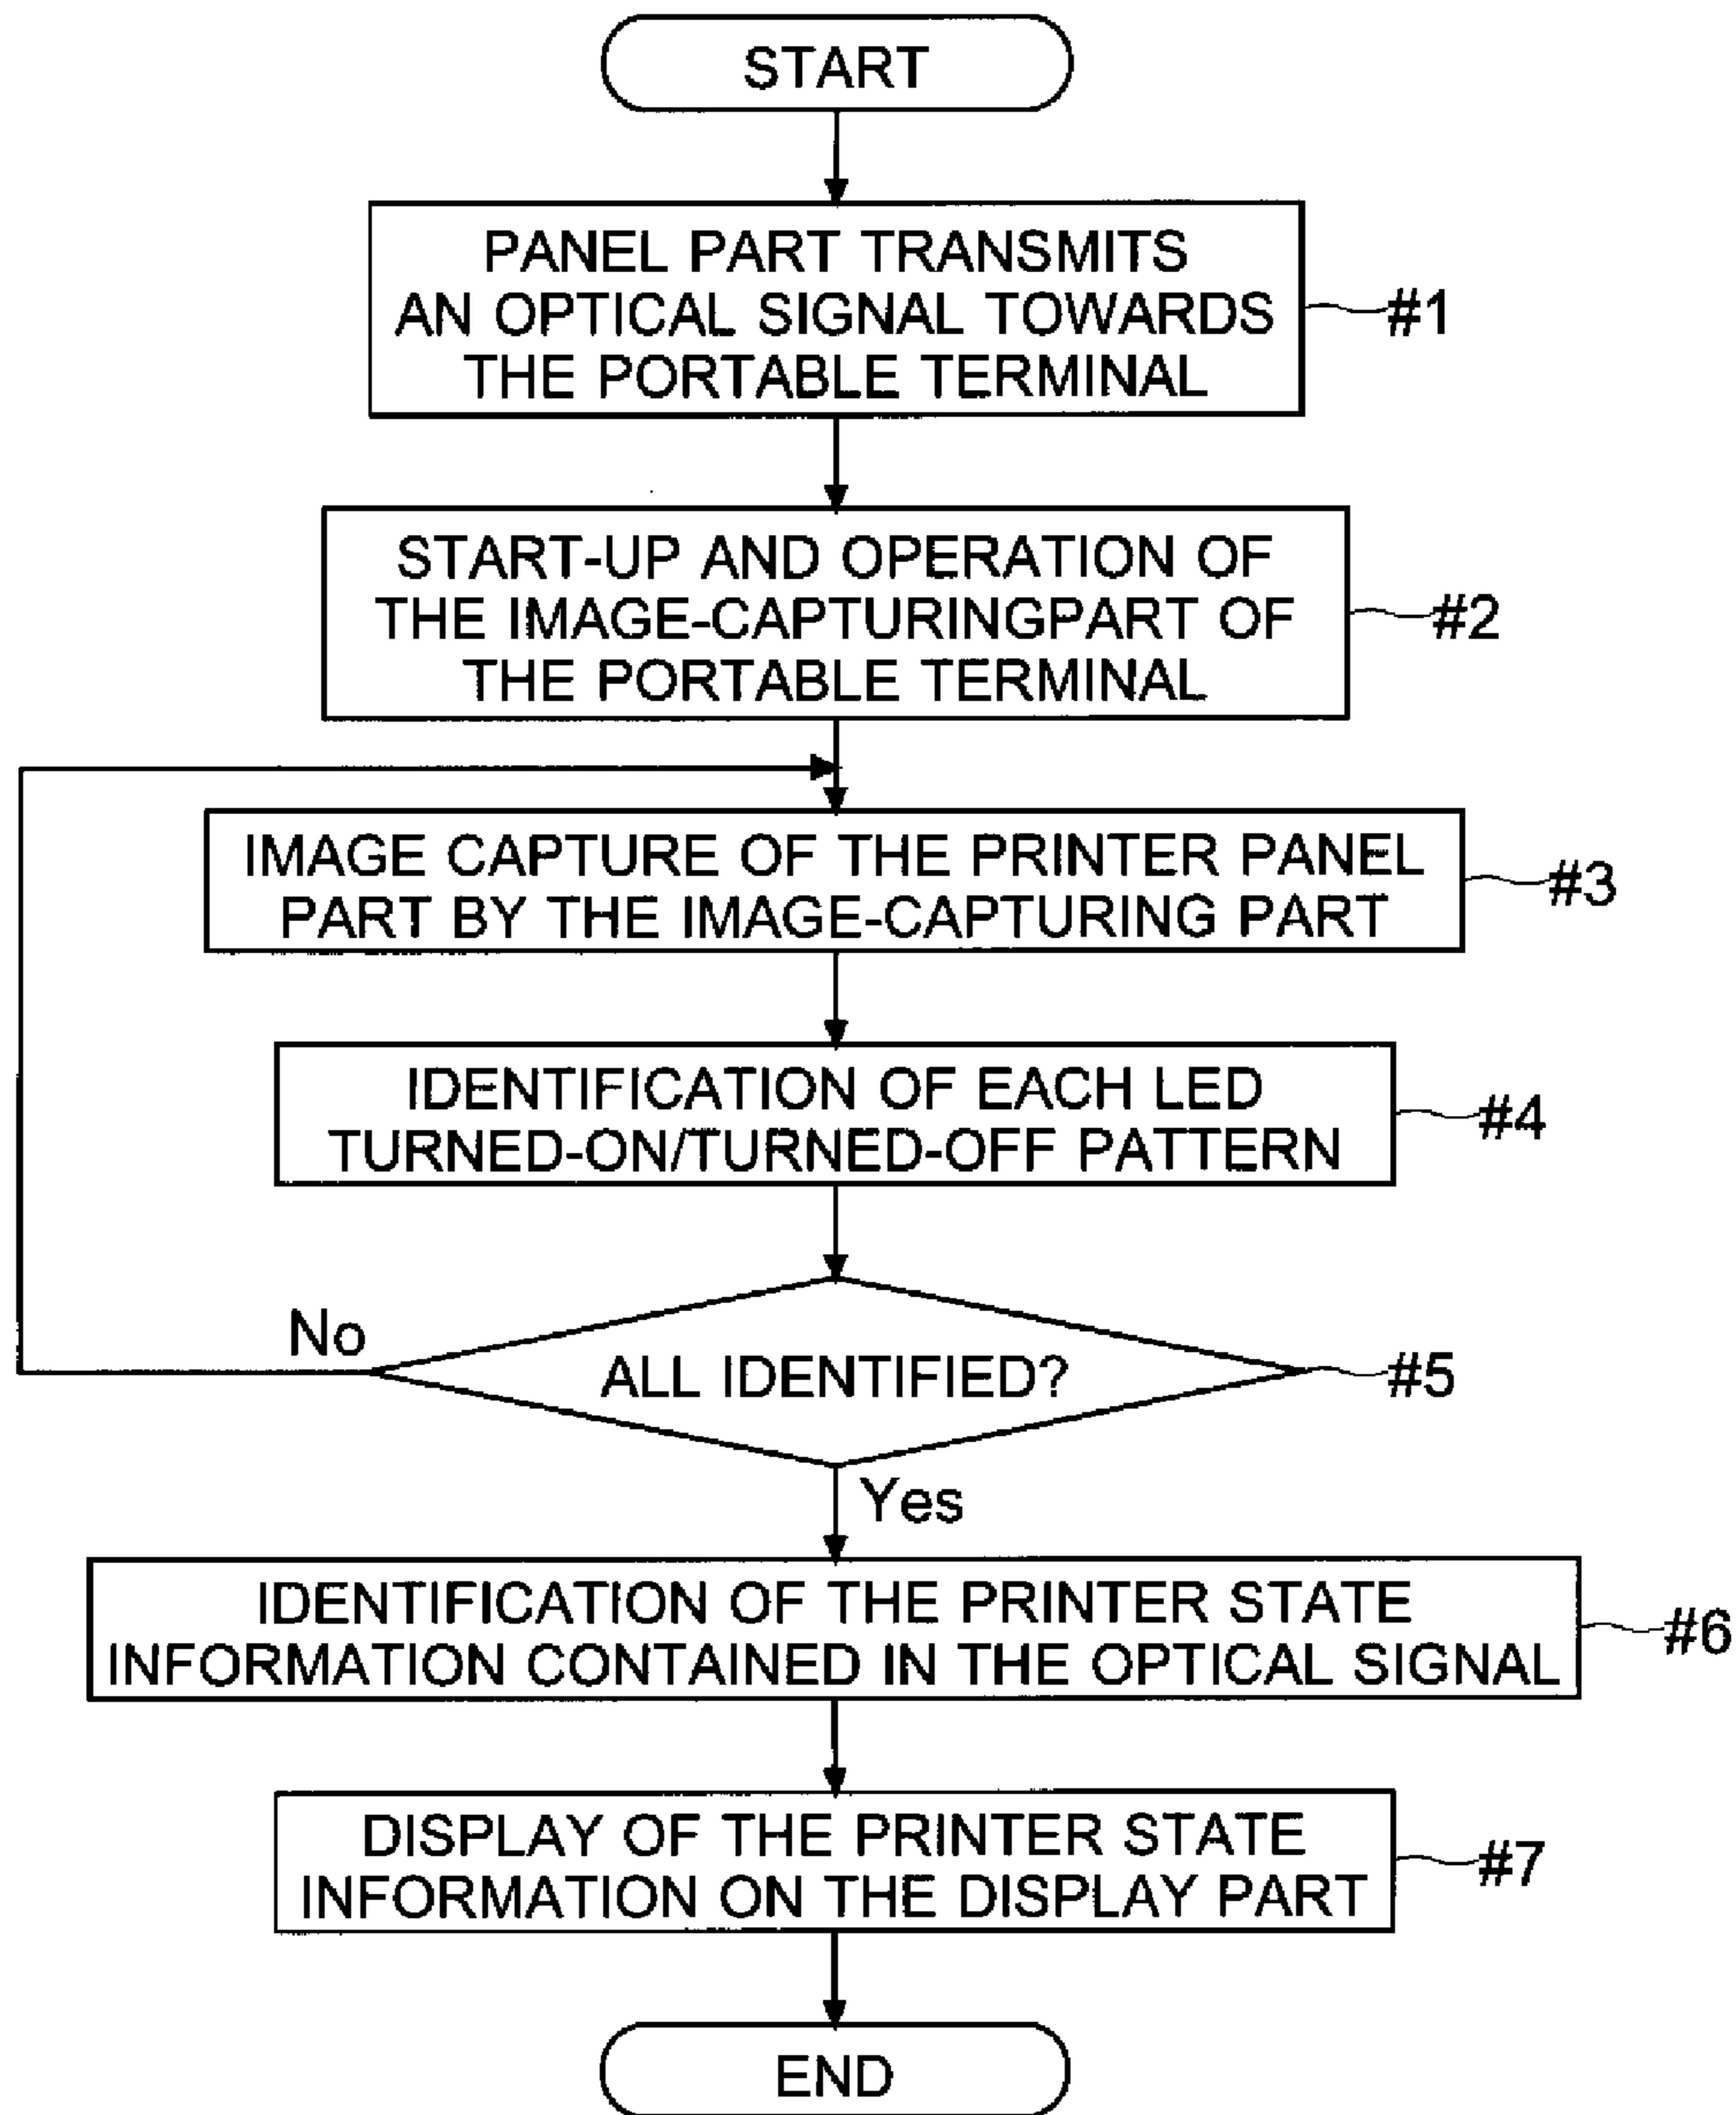 START
PANEL PART TRANSMITS
AN OPTICAL SIGNAL TOWARDS
THE PORTABLE TERMINAL
#1
START-UP AND OPERATION OF
THE IMAGE-CAPTURINGPART OF
THE PORTABLE TERMINAL
#2
IMAGE CAPTURE OF THE PRINTER PANEL
PART BY THE IMAGE-CAPTURING PART
#3
IDENTIFICATION OF EACH LED
TURNED-ON/TURNED-OFF PATTERN
#4
No
ALL IDENTIFIED?
#5
Yes
IDENTIFICATION OF THE PRINTER STATE
INFORMATION CONTAINED IN THE OPTICAL SIGNAL
#6
DISPLAY OF THE PRINTER STATE
INFORMATION ON THE DISPLAY PART
#7
END